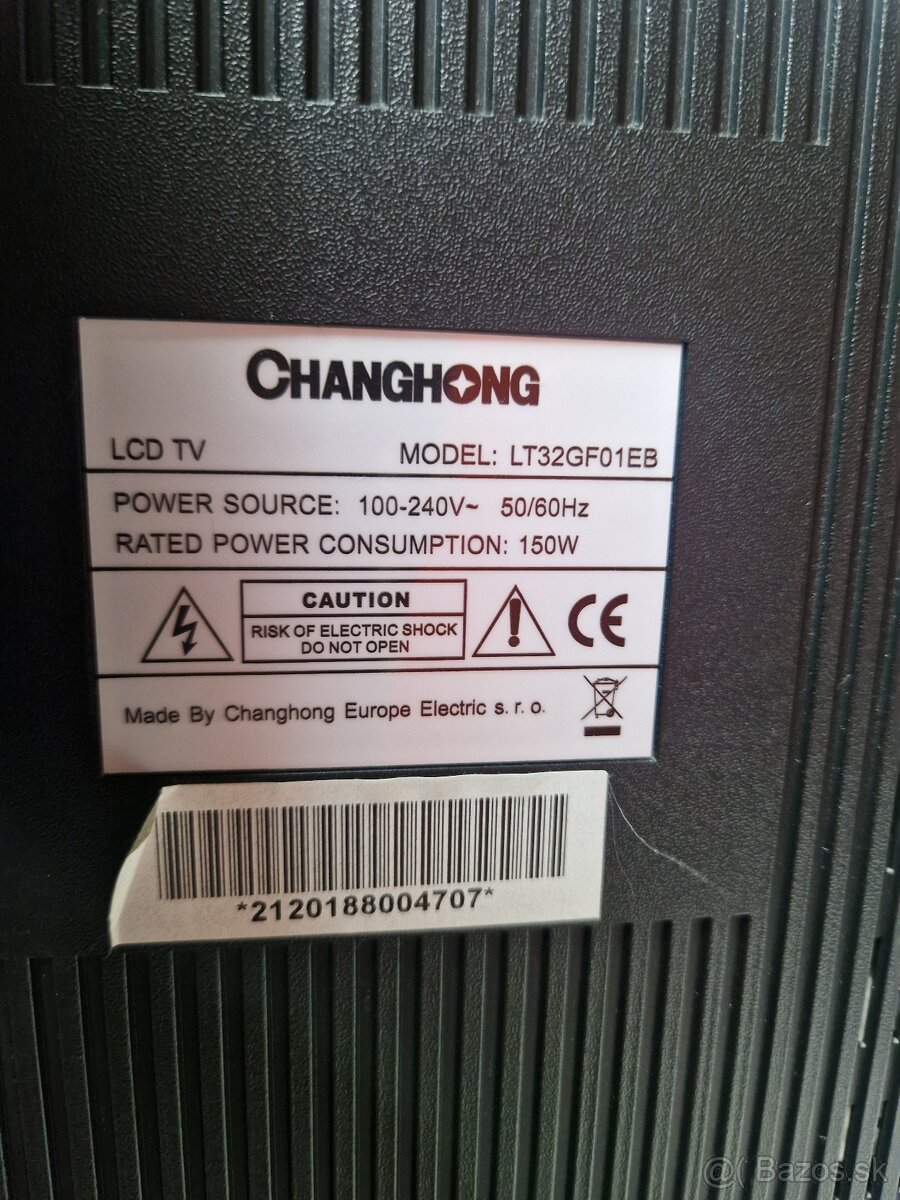 CHANGHONG
LCD TV MODEL: LT32GF01EB
POWER SOURCE: 100-240V~ 50/60Hz
RATED POWER CONSUMPTION: 150W
CAUTION
RISK OF ELECTRIC SHOCK
DO NOT OPEN
CE
Made By Changhong Europe Electric s. r. o.
*2120188004707*
@( Bazos.sk